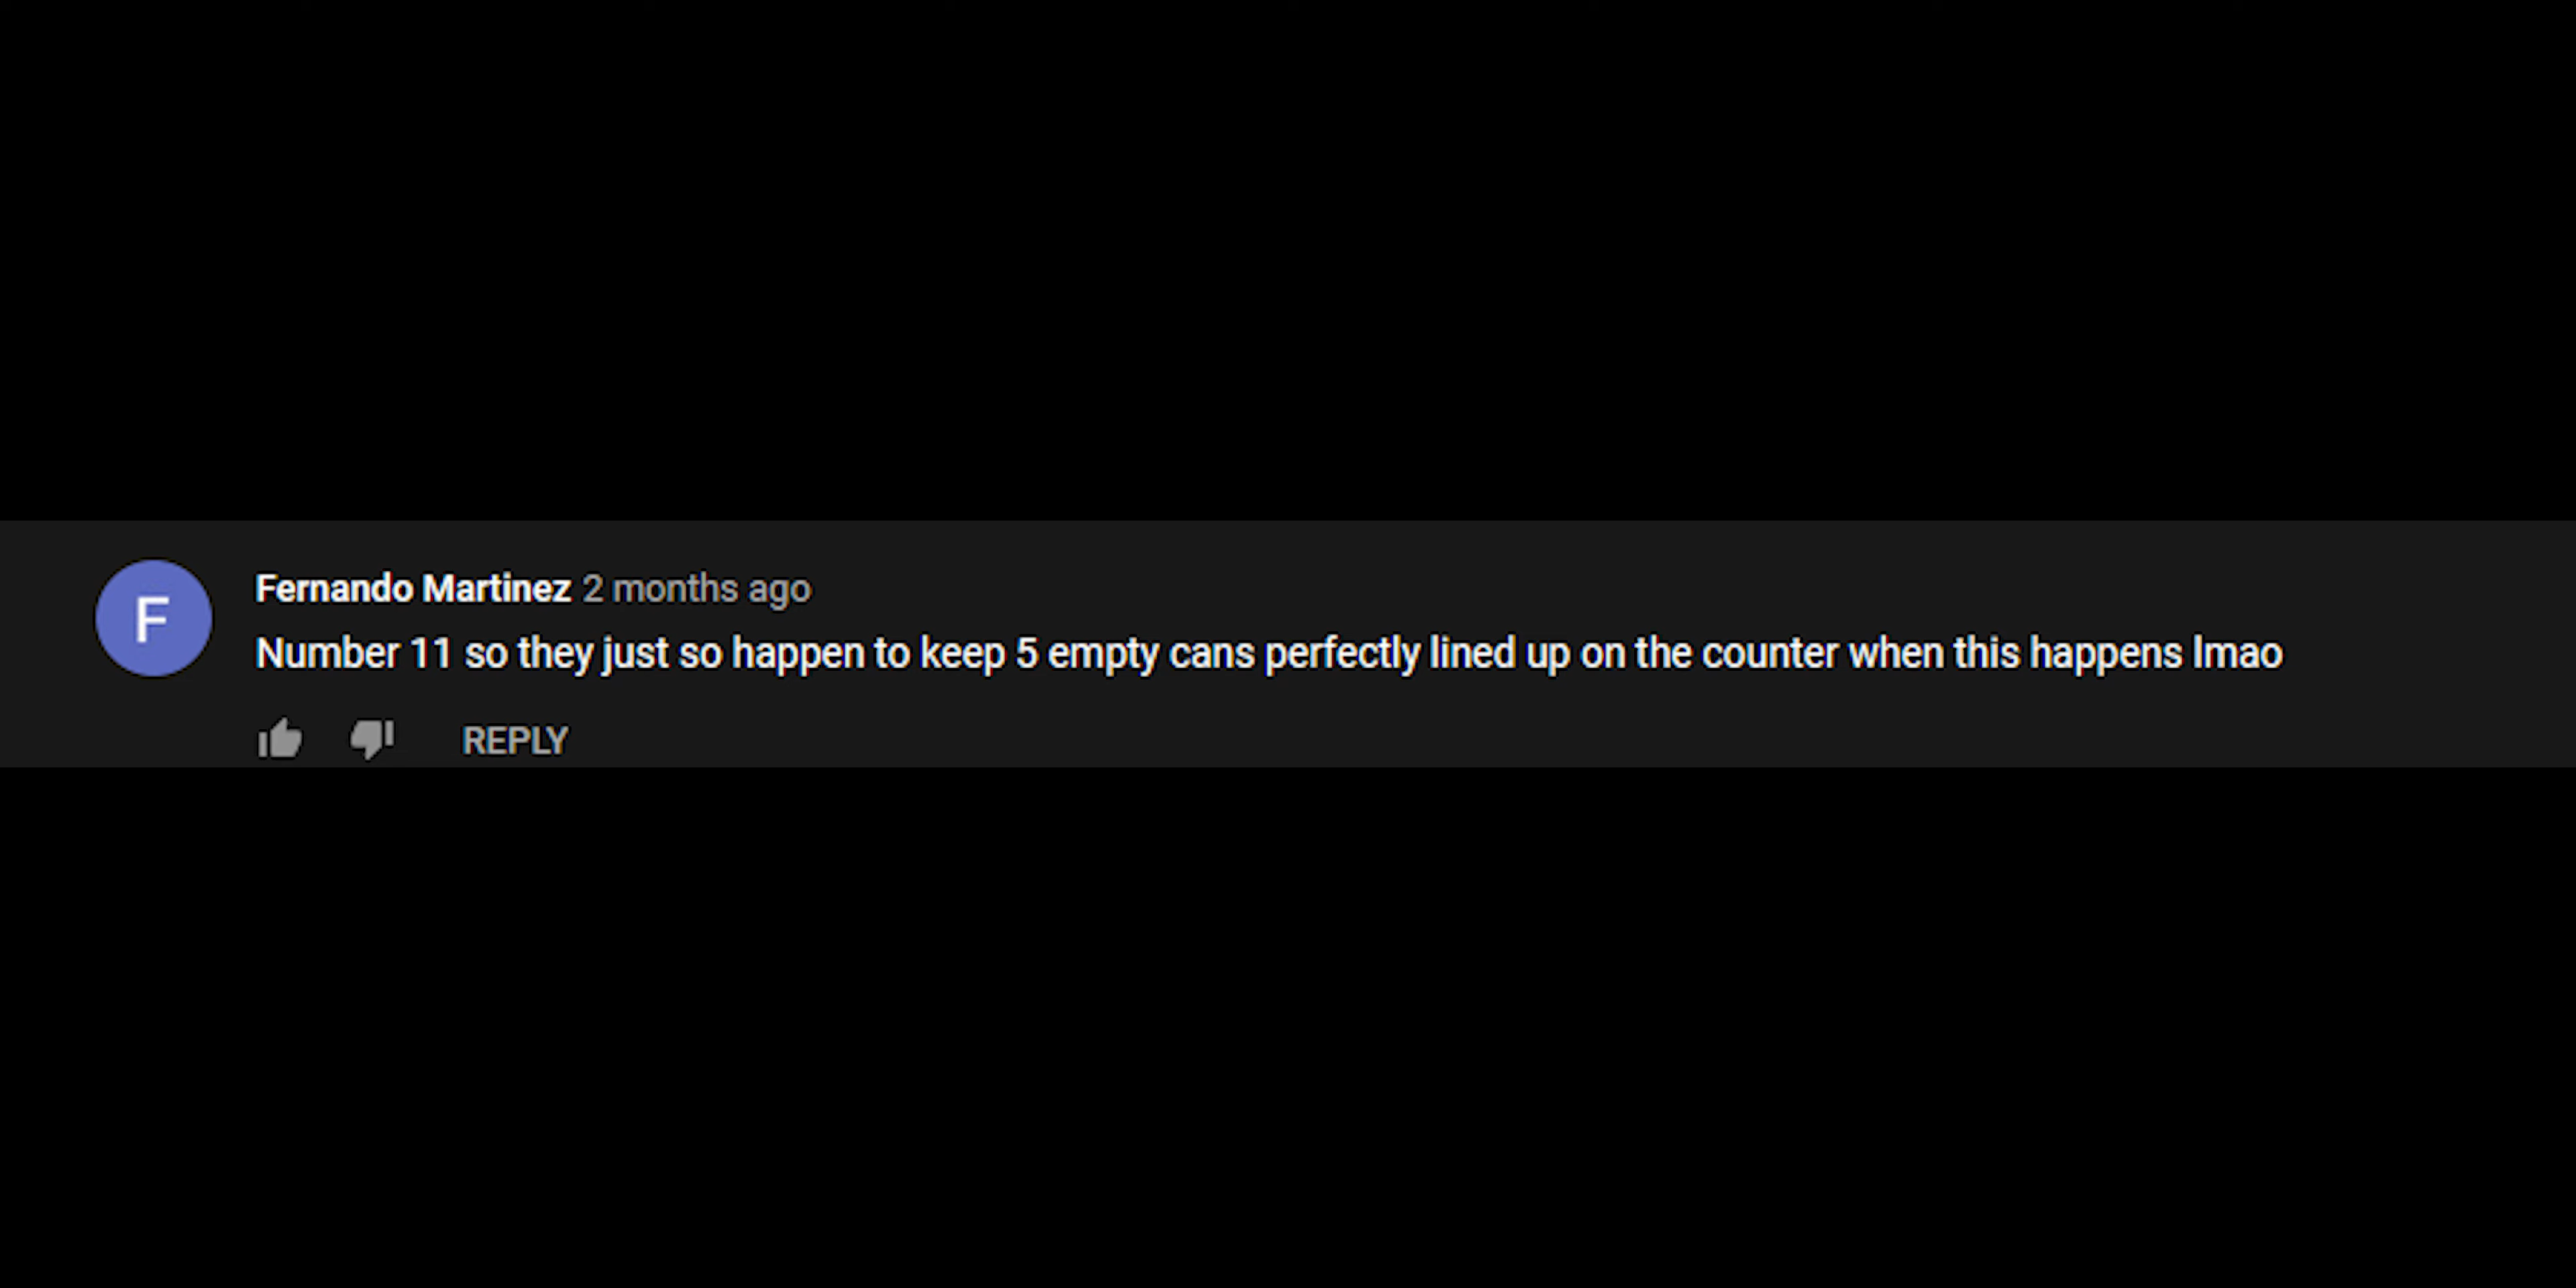 F
Fernando Martinez 2 months ago
Number 11 so they just so happen to keep 5 empty cans perfectly lined up on the counter when this happens lmao
REPLY